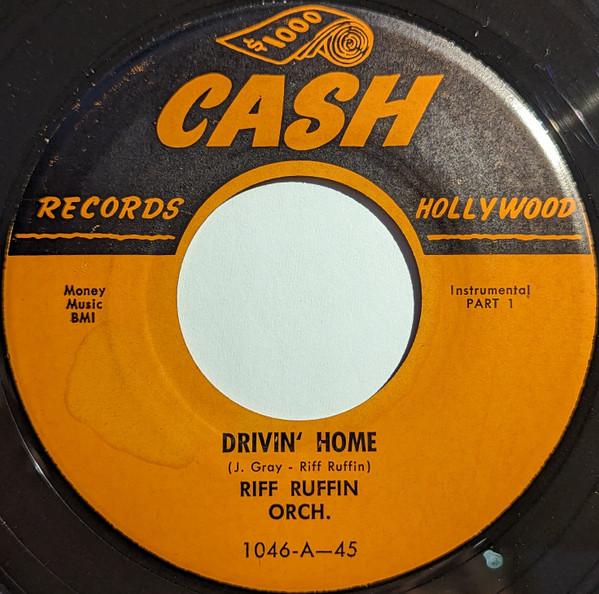 $1000
CASH
RECORDS HOLLYWOOD
Money
Music
BMI
Instrumental
PART 1
DRIVIN' HOME
(J. Gray - Riff Ruffin)
RIFF RUFFIN
ORCH.
1046-A—45